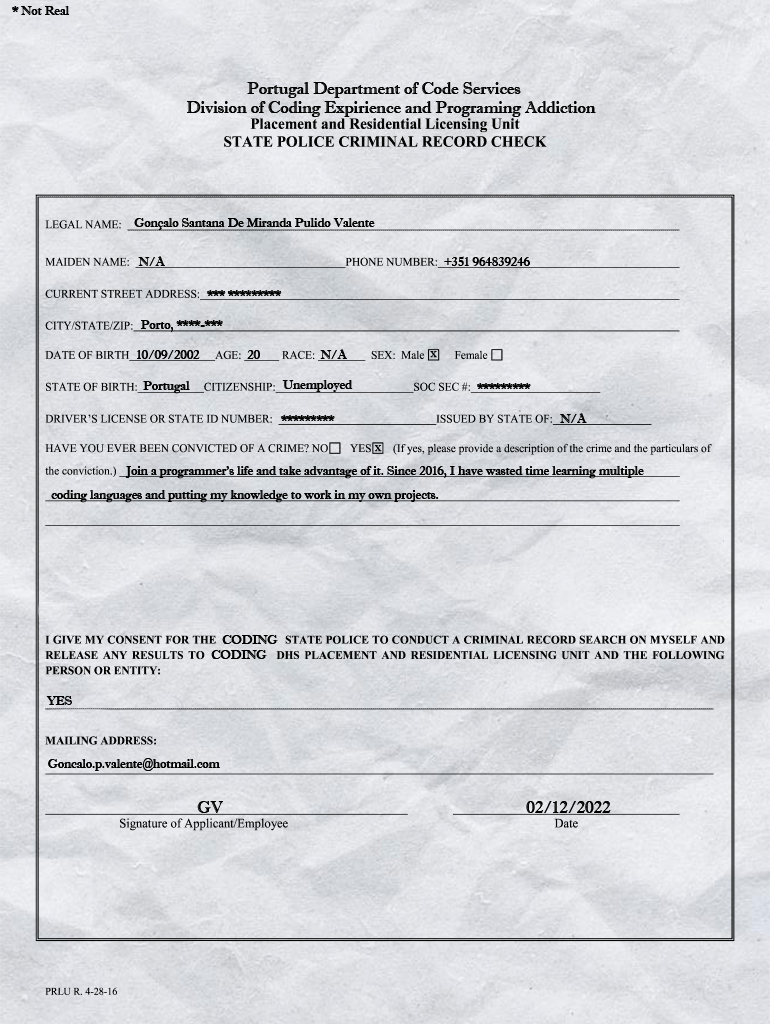 * Not Real
Portugal Department of Code Services
Division of Coding Expirience and Programing Addiction
Placement and Residential Licensing Unit
STATE POLICE CRIMINAL RECORD CHECK
LEGAL NAME: Gonçalo Santana De Miranda Pulido Valente
MAIDEN NAME: N/A PHONE NUMBER: +351 964839246
CURRENT STREET ADDRESS: *** *********
CITY/STATE/ZIP: Porto, ****-***
DATE OF BIRTH 10/09/2002 AGE: 20 RACE: N/A SEX: Male X Female
STATE OF BIRTH: Portugal CITIZENSHIP: Unemployed SOC SEC #: *********
DRIVER'S LICENSE OR STATE ID NUMBER: ********* ISSUED BY STATE OF: N/A
HAVE YOU EVER BEEN CONVICTED OF A CRIME? NO YES X (If yes, please provide a description of the crime and the particulars of
the conviction.) Join a programmer's life and take advantage of it. Since 2016, I have wasted time learning multiple
coding languages and putting my knowledge to work in my own projects.
I GIVE MY CONSENT FOR THE CODING STATE POLICE TO CONDUCT A CRIMINAL RECORD SEARCH ON MYSELF AND
RELEASE ANY RESULTS TO CODING DHS PLACEMENT AND RESIDENTIAL LICENSING UNIT AND THE FOLLOWING
PERSON OR ENTITY:
YES
MAILING ADDRESS:
Goncalo.p.valente@hotmail.com
GV 02/12/2022
Signature of Applicant/Employee Date
PRLU R. 4-28-16